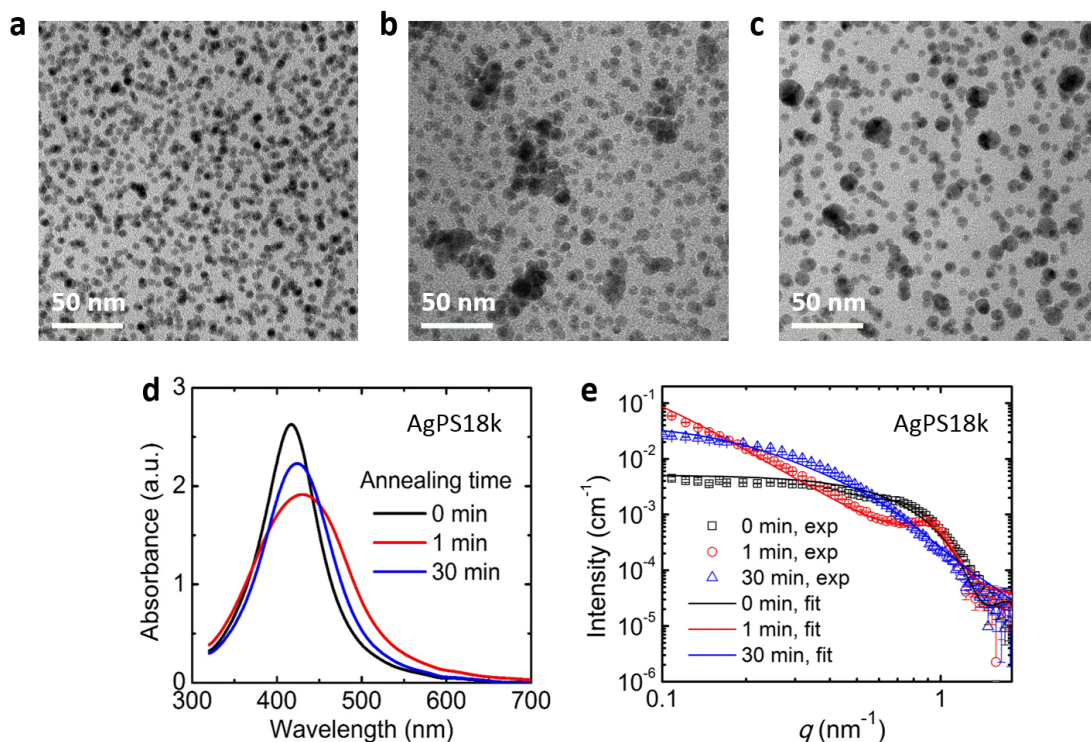 a
b
c
50 nm
50 nm
50 nm
d
3
2
1
0
Absorbance (a.u.)
AgPS18k
Annealing time
0 min
1 min
30 min
300
400
500
600
700
Wavelength (nm)
e
10⁻¹
10⁻²
10⁻³
10⁻⁴
10⁻⁵
10⁻⁶
Intensity (cm⁻¹)
AgPS18k
0 min, exp
1 min, exp
30 min, exp
0 min, fit
1 min, fit
30 min, fit
0.1
1
q (nm⁻¹)